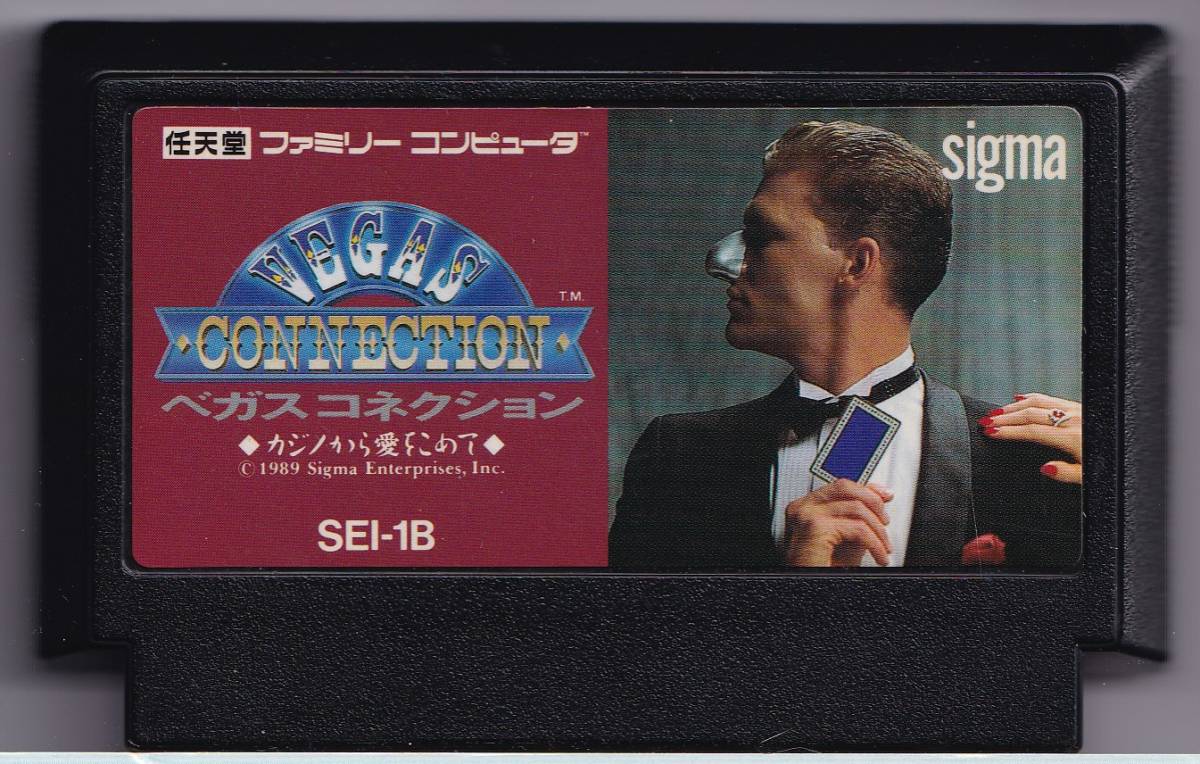 任天堂 ファミリー コンピュータ™
sigma
VEGAS
T.M.
CONNECTION
ベガス コネクション
◆カジノから愛をこめて◆
©1989 Sigma Enterprises, Inc.
SEI-1B